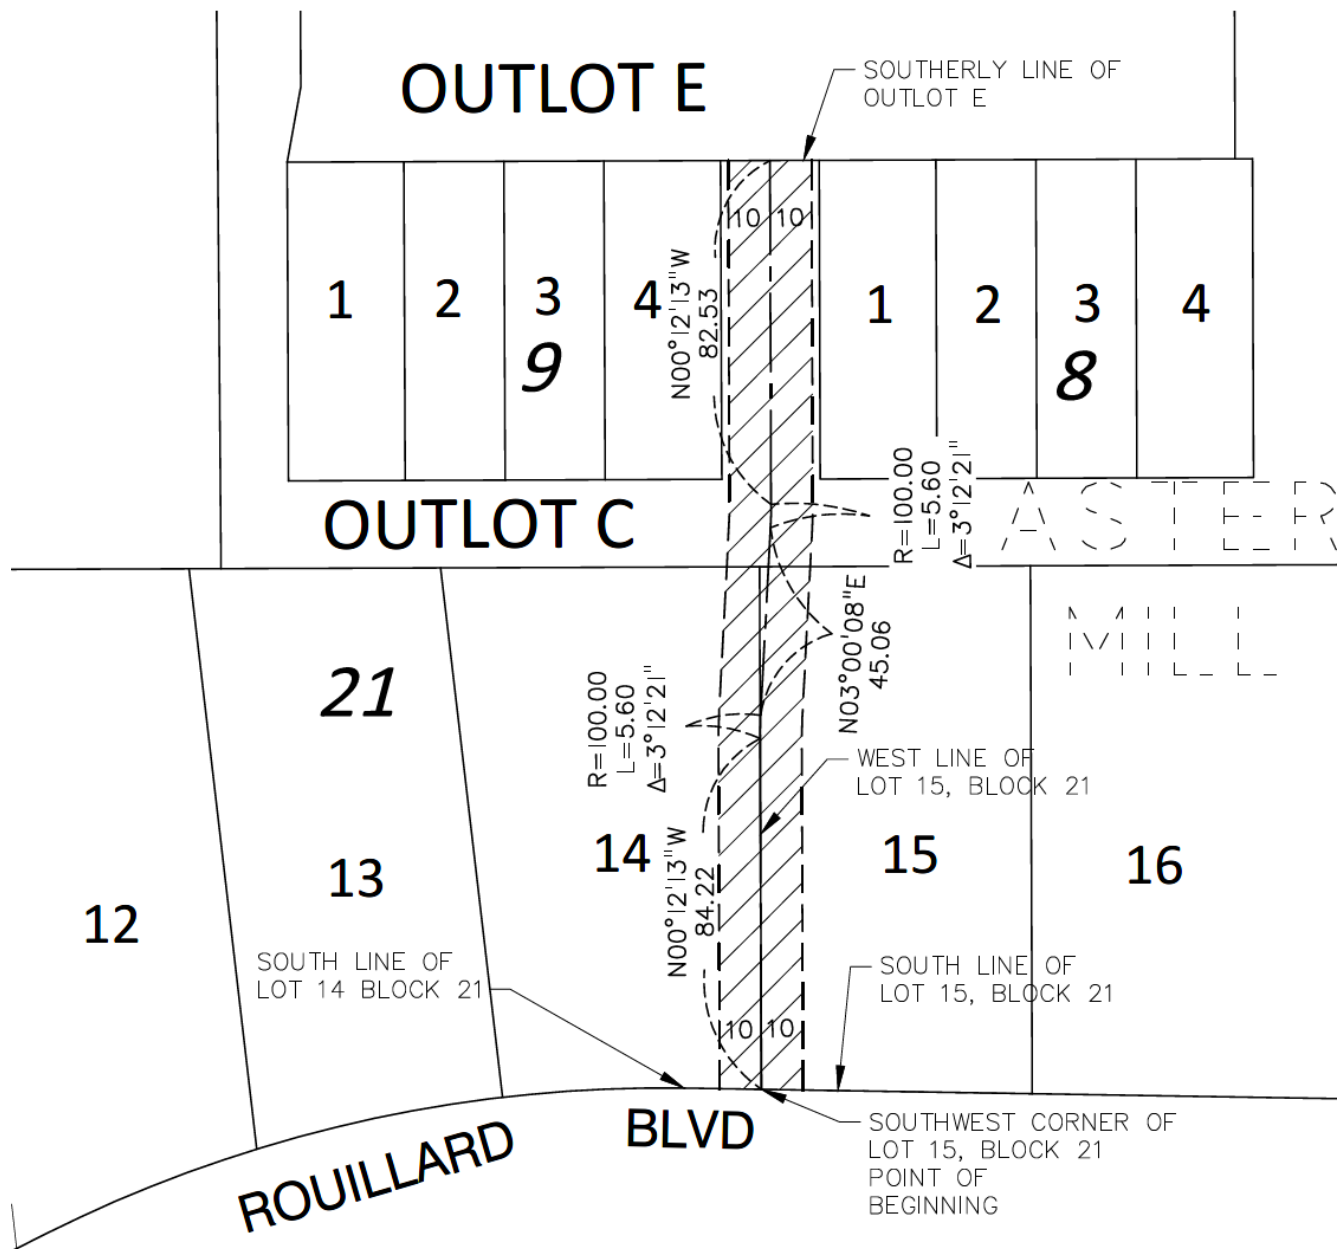 OUTLOT E
SOUTHERLY LINE OF
OUTLOT E
10 10
1
2
3
4
9
N00°12'13"W
82.53
1
2
3
4
8
R=100.00
L=5.60
Δ=3°12'21"
OUTLOT C
ASTER
MILL
21
N03°00'08"E
45.06
R=100.00
L=5.60
Δ=3°12'21"
WEST LINE OF
LOT 15, BLOCK 21
12
13
14
15
16
N00°12'13"W
84.22
SOUTH LINE OF
LOT 14 BLOCK 21
SOUTH LINE OF
LOT 15, BLOCK 21
10 10
ROUILLARD BLVD
SOUTHWEST CORNER OF
LOT 15, BLOCK 21
POINT OF
BEGINNING